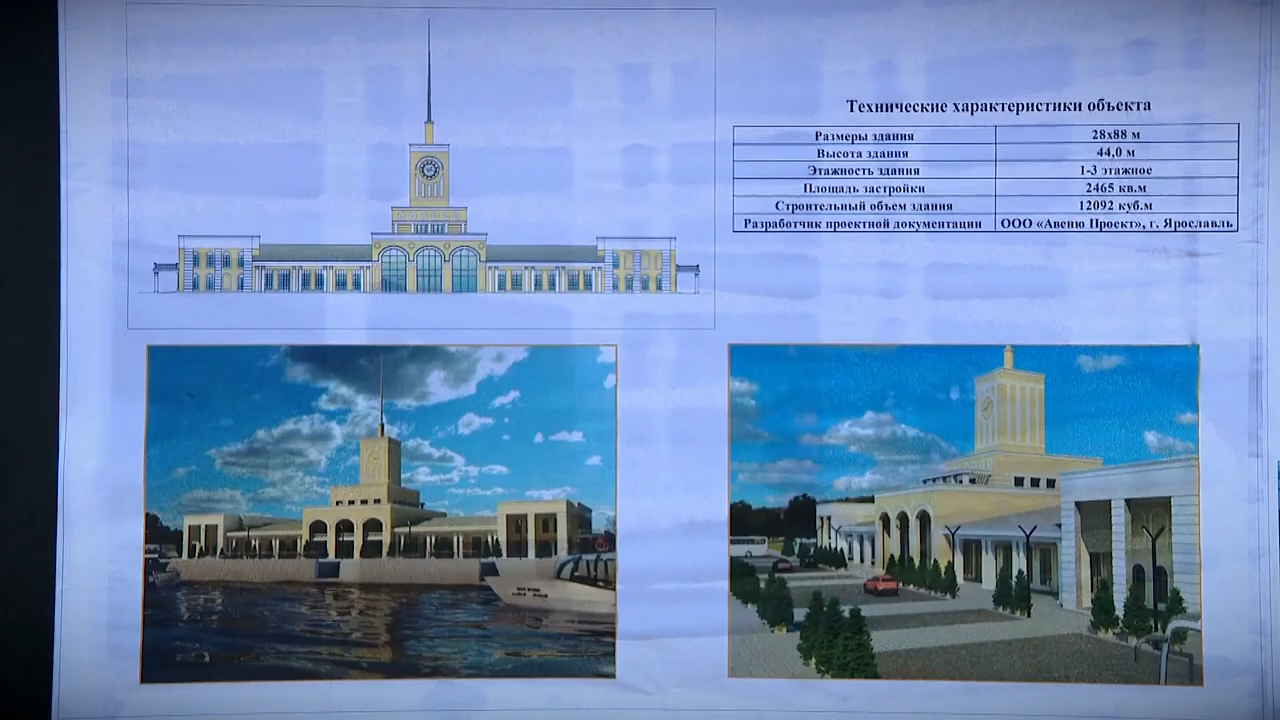 Технические характеристики объекта
Размеры здания 28х88 м
Высота здания 44,0 м
Этажность здания 1-3 этажное
Площадь застройки 2465 кв.м
Строительный объем здания 12092 куб.м
Разработчик проектной документации ООО «Авеню Проект», г. Ярославль